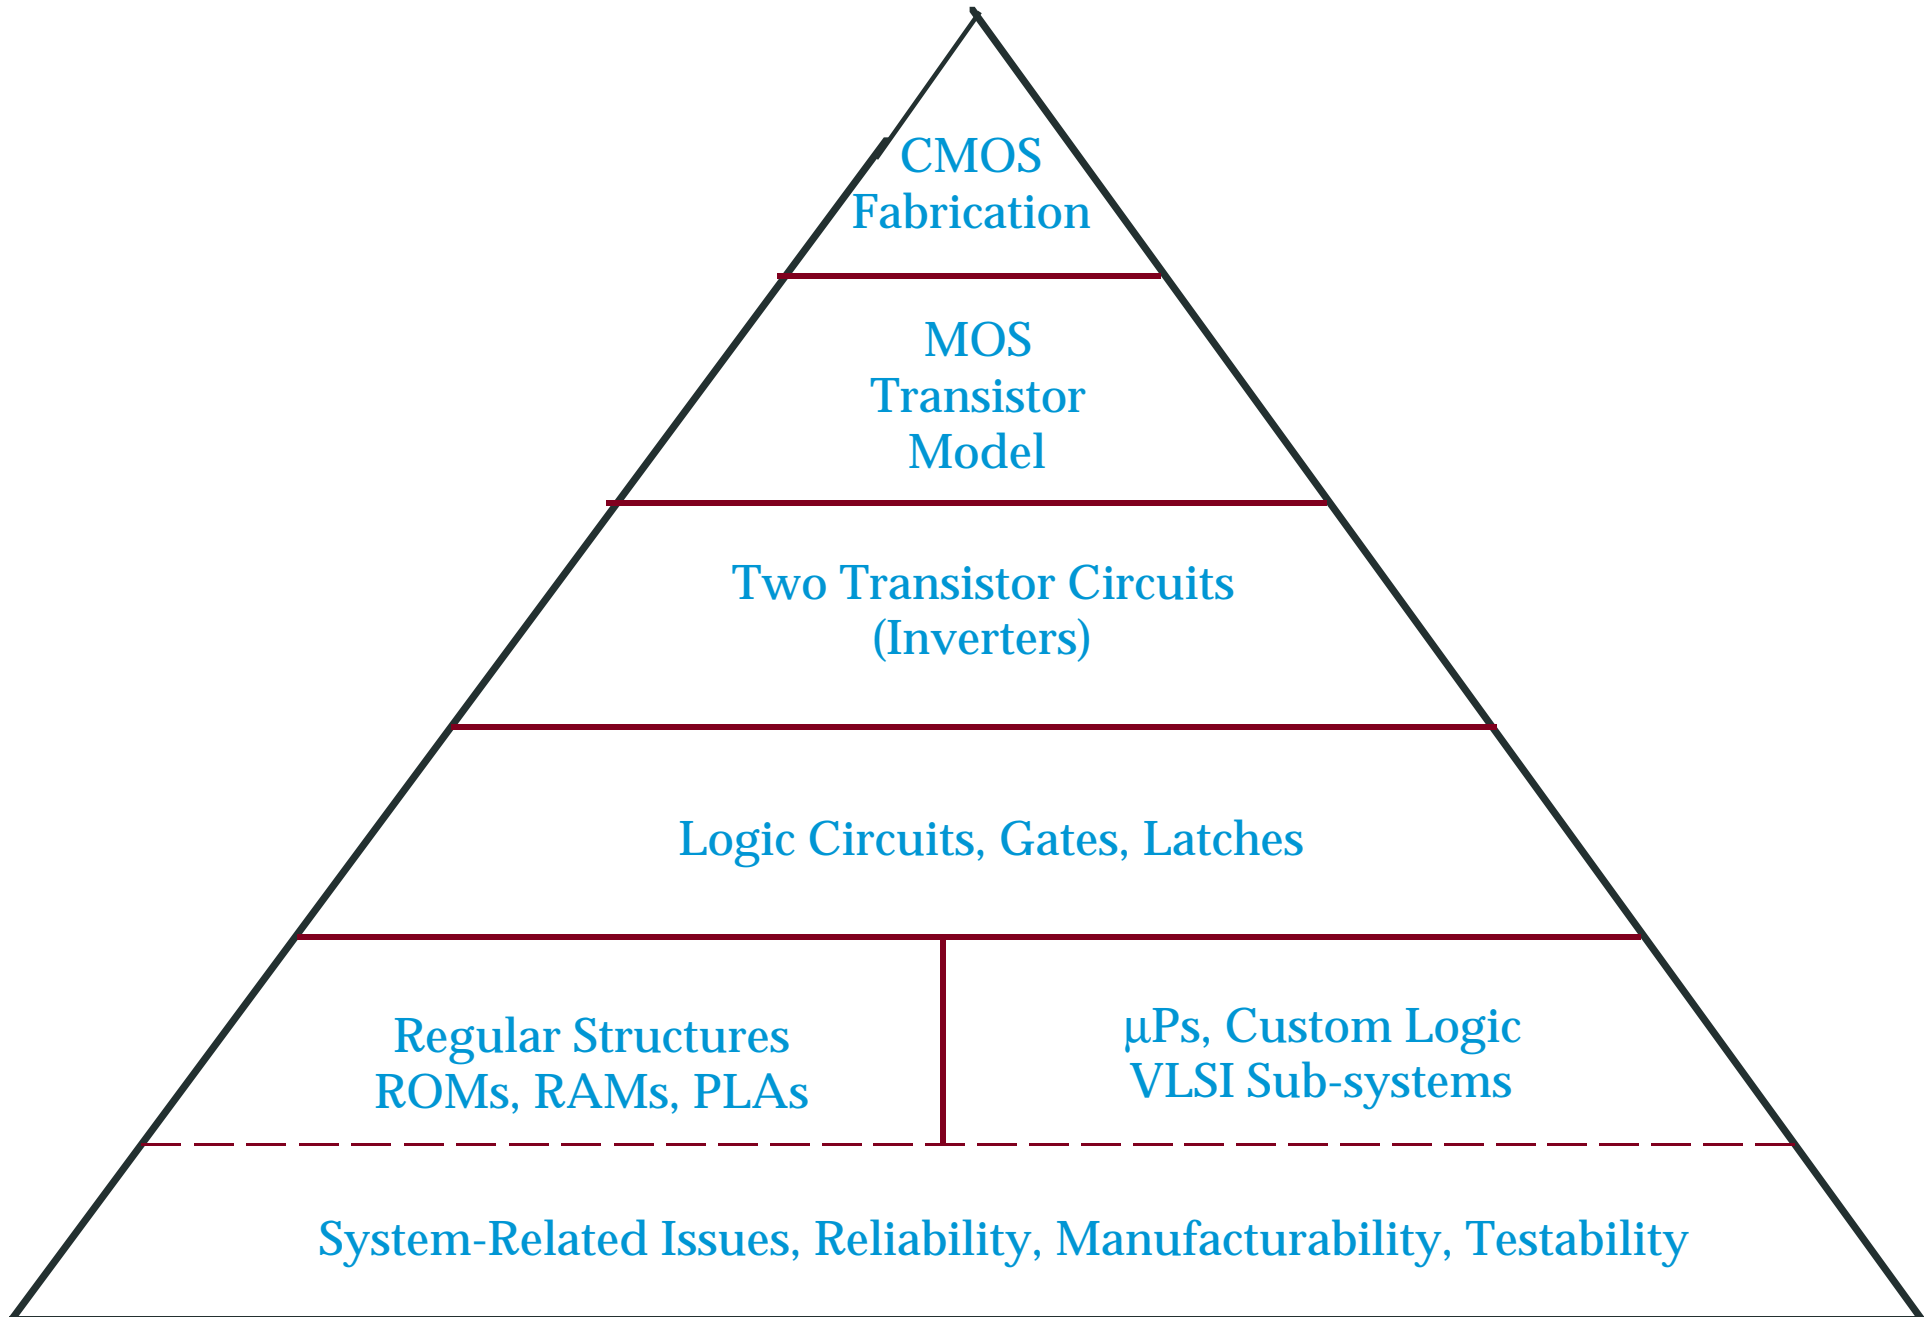 CMOS
Fabrication
MOS
Transistor
Model
Two Transistor Circuits
(Inverters)
Logic Circuits, Gates, Latches
Regular Structures
ROMs, RAMs, PLAs
μPs, Custom Logic
VLSI Sub-systems
System-Related Issues, Reliability, Manufacturability, Testability